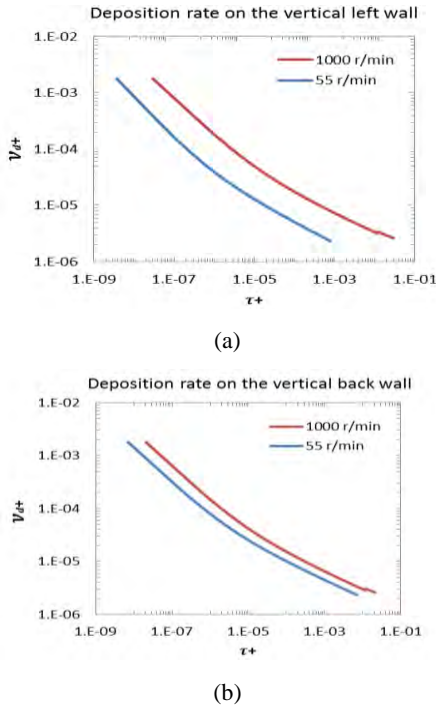 Deposition rate on the vertical left wall
1.E-02
1000 r/min
55 r/min
1.E-03
Vd+
1.E-04
1.E-05
1.E-06
1.E-09 1.E-07 1.E-05 1.E-03 1.E-01
τ+
(a)
Deposition rate on the vertical back wall
1.E-02
1000 r/min
55 r/min
1.E-03
Vd+
1.E-04
1.E-05
1.E-06
1.E-09 1.E-07 1.E-05 1.E-03 1.E-01
τ+
(b)